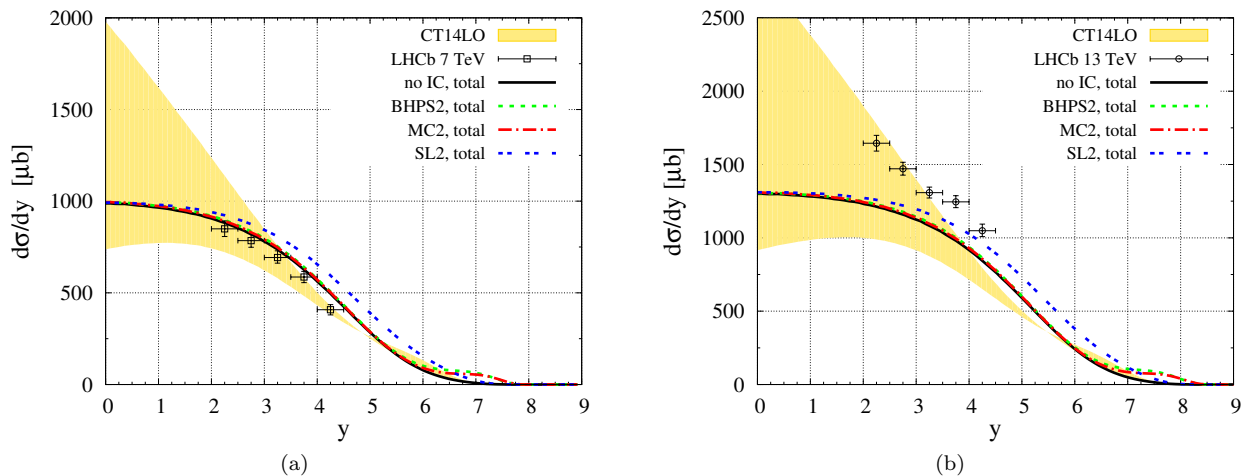 2000
1500
1000
500
0
dσ/dy [μb]
CT14LO
LHCb 7 TeV
no IC, total
BHPS2, total
MC2, total
SL2, total
0 1 2 3 4 5 6 7 8 9
y
(a)
2500
2000
1500
1000
500
0
dσ/dy [μb]
CT14LO
LHCb 13 TeV
no IC, total
BHPS2, total
MC2, total
SL2, total
0 1 2 3 4 5 6 7 8 9
y
(b)